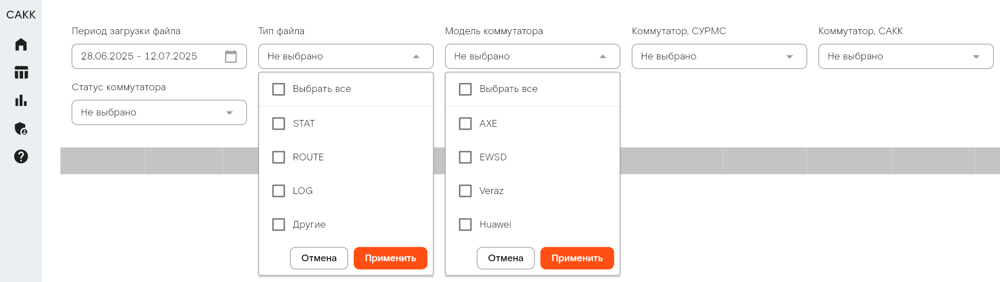 САКК
Период загрузки файла
28.06.2025 - 12.07.2025
Тип файла
Не выбрано
Модель коммутатора
Не выбрано
Коммутатор, СУРМС
Не выбрано
Коммутатор, САКК
Не выбрано
Статус коммутатора
Не выбрано
Выбрать все
STAT
ROUTE
LOG
Другие
Отмена
Применить
Выбрать все
AXE
EWSD
Veraz
Huawei
Отмена
Применить